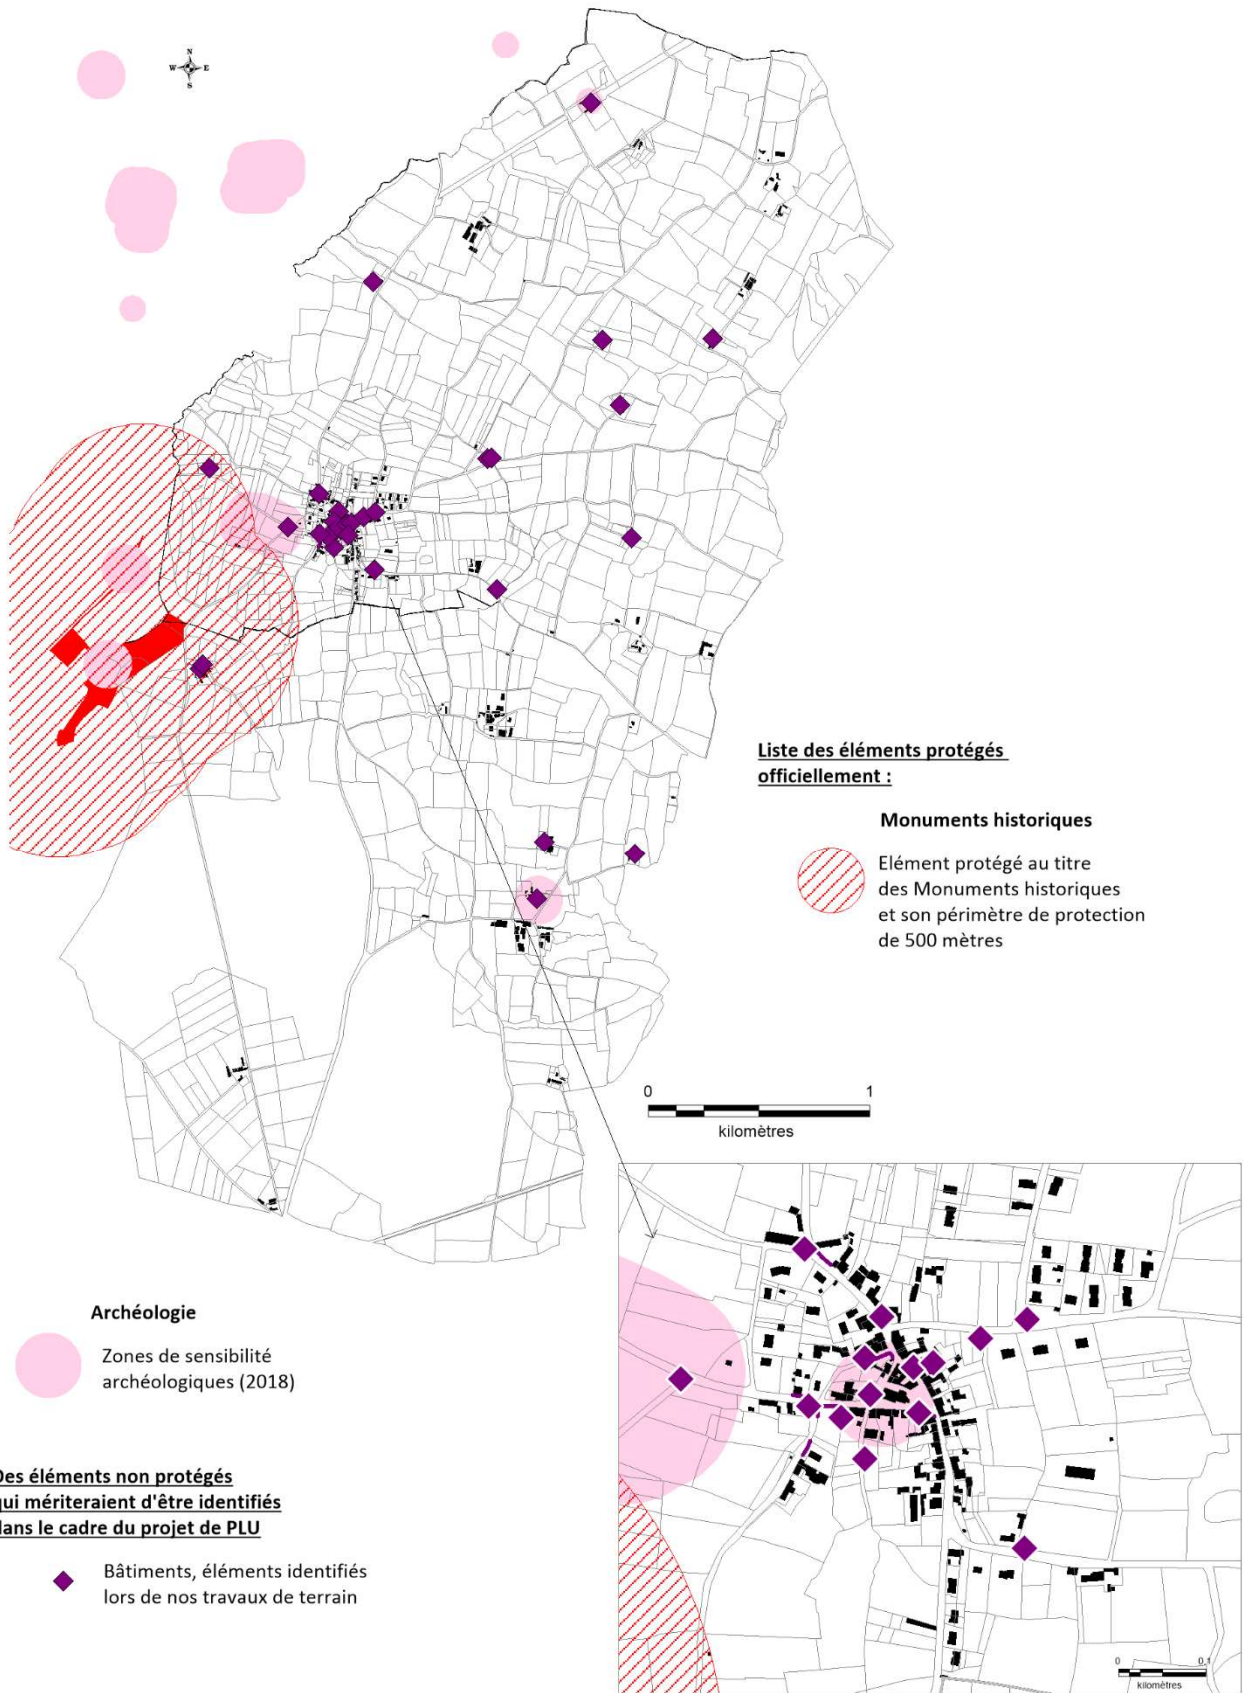 N
W E
S
Liste des éléments protégés
officiellement :
Monuments historiques
Elément protégé au titre
des Monuments historiques
et son périmètre de protection
de 500 mètres
0 1
kilomètres
Archéologie
Zones de sensibilité
archéologiques (2018)
Des éléments non protégés
qui mériteraient d'être identifiés
dans le cadre du projet de PLU
Bâtiments, éléments identifiés
lors de nos travaux de terrain
0 0,1
kilomètres